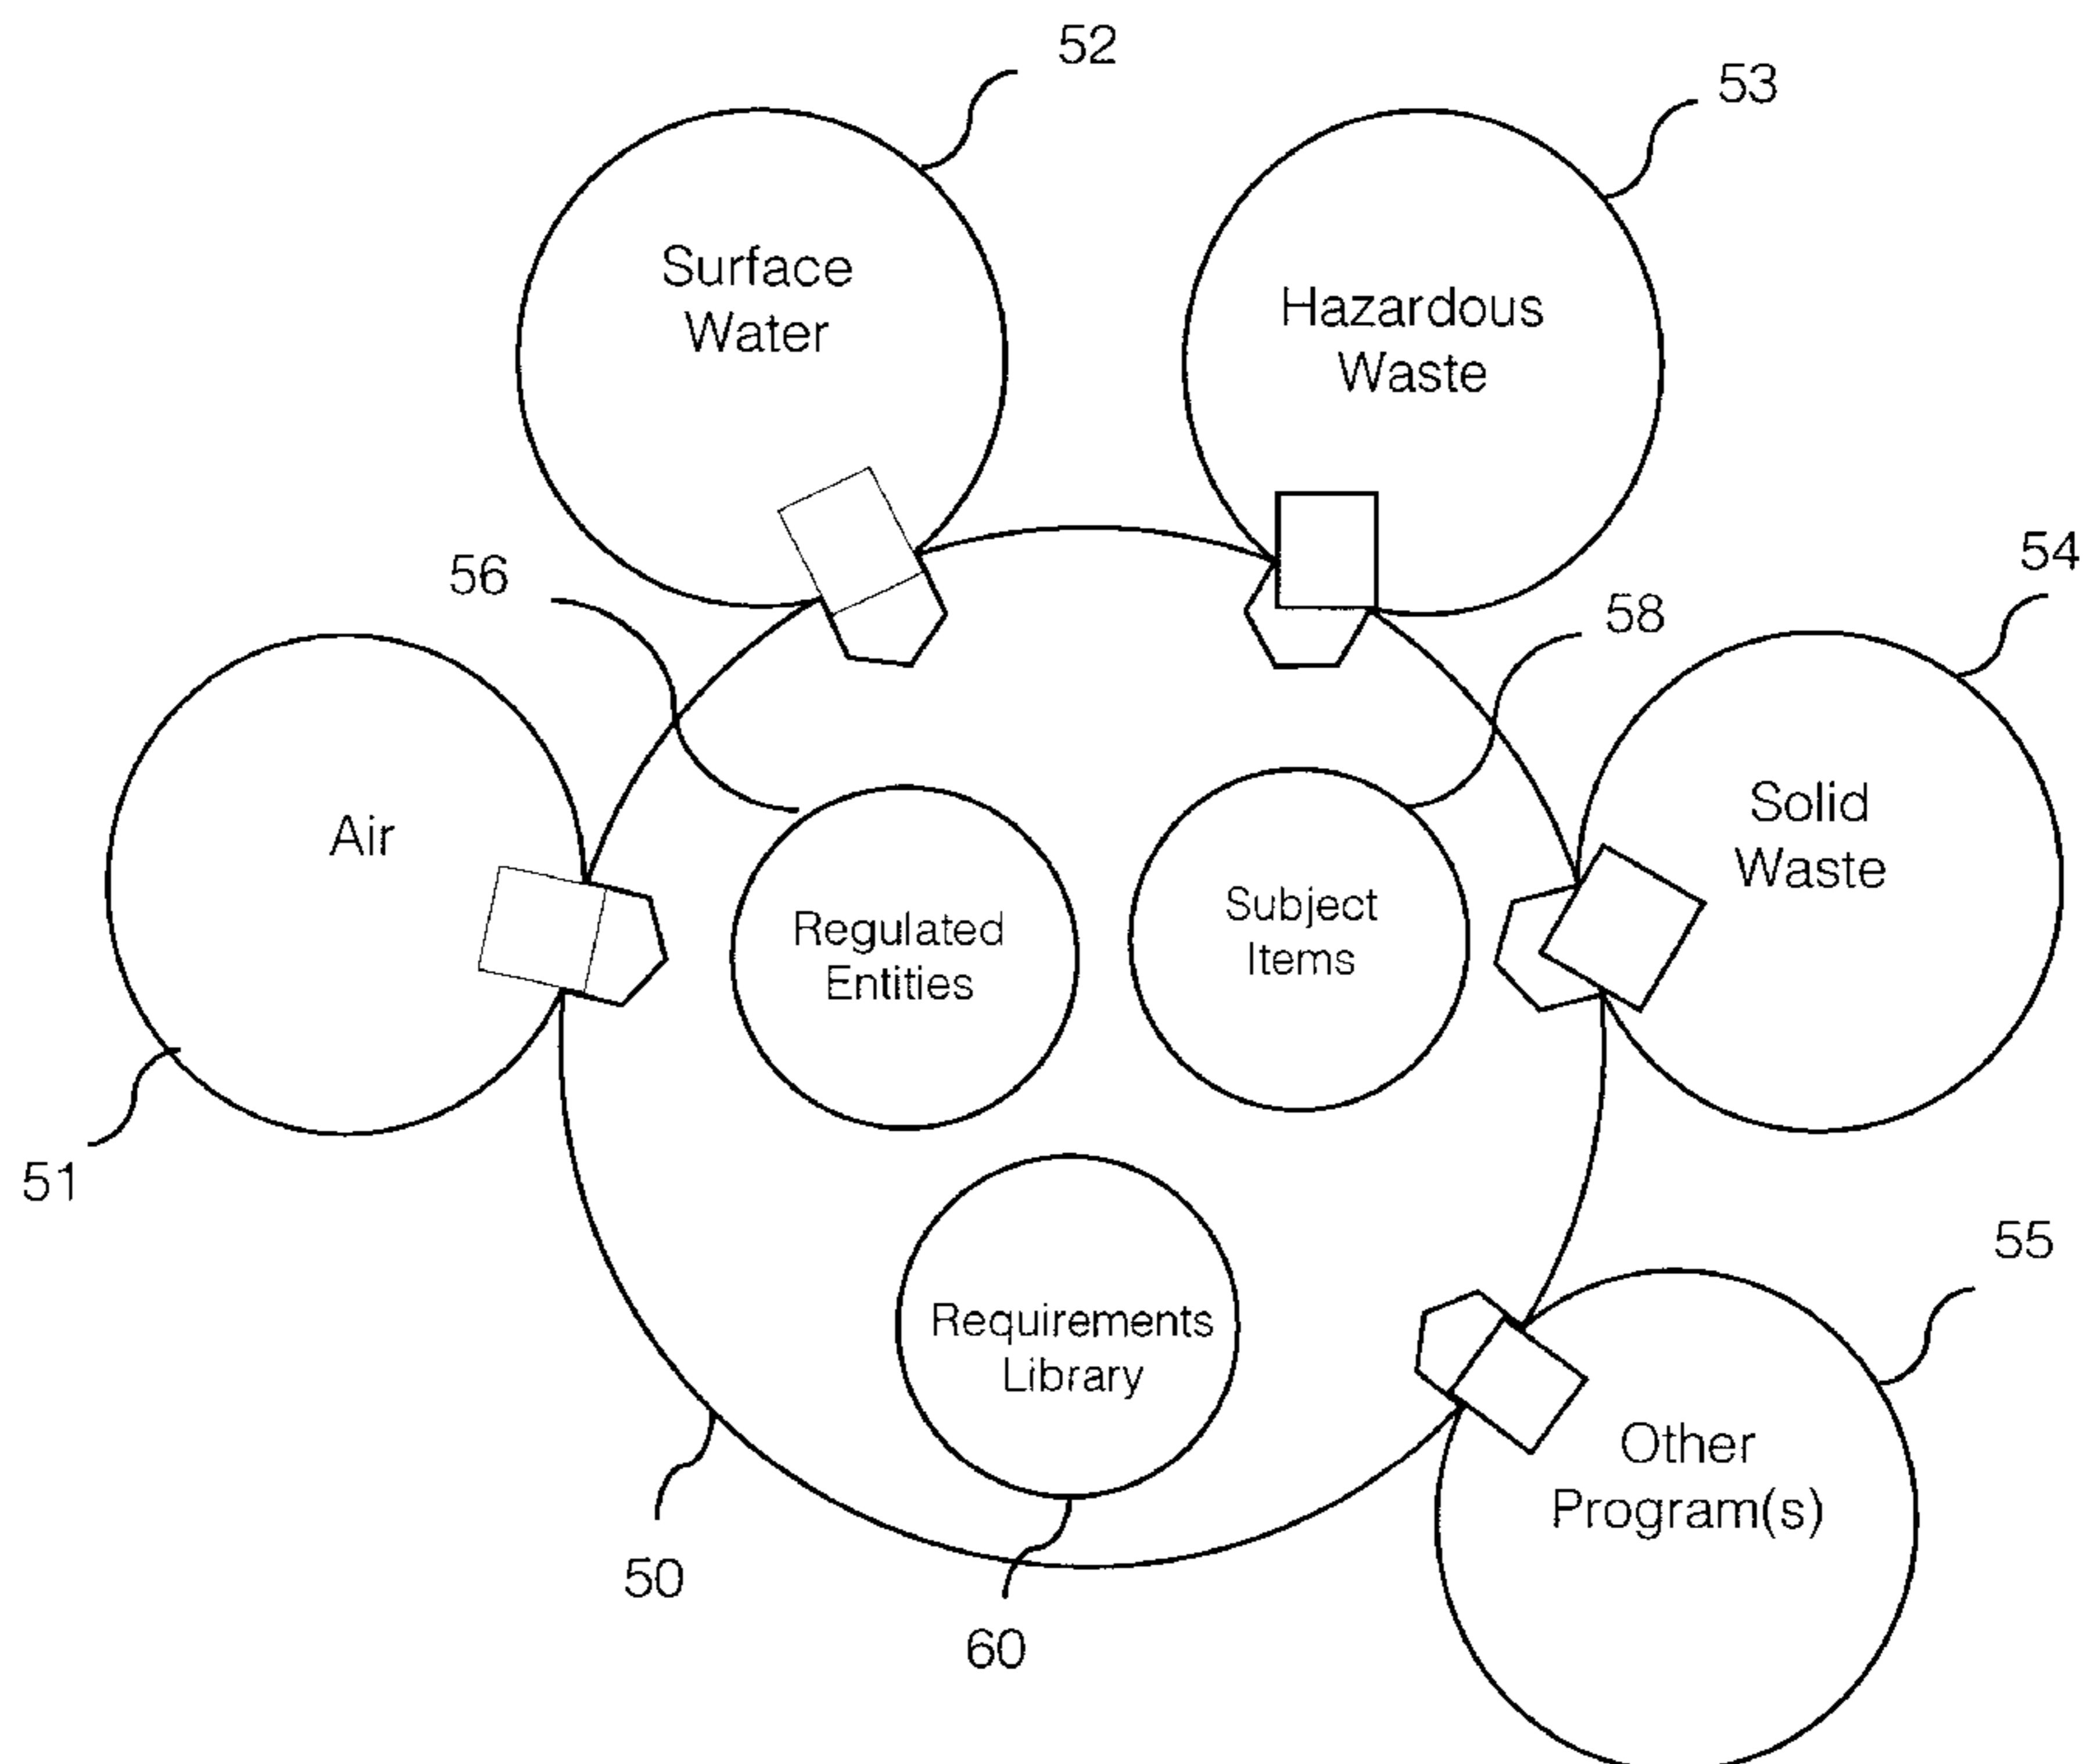 52
53
Surface
Water
Hazardous
Waste
56
54
58
Air
Solid
Waste
Regulated
Entities
Subject
Items
51
55
Requirements
Library
Other
Program(s)
50
60